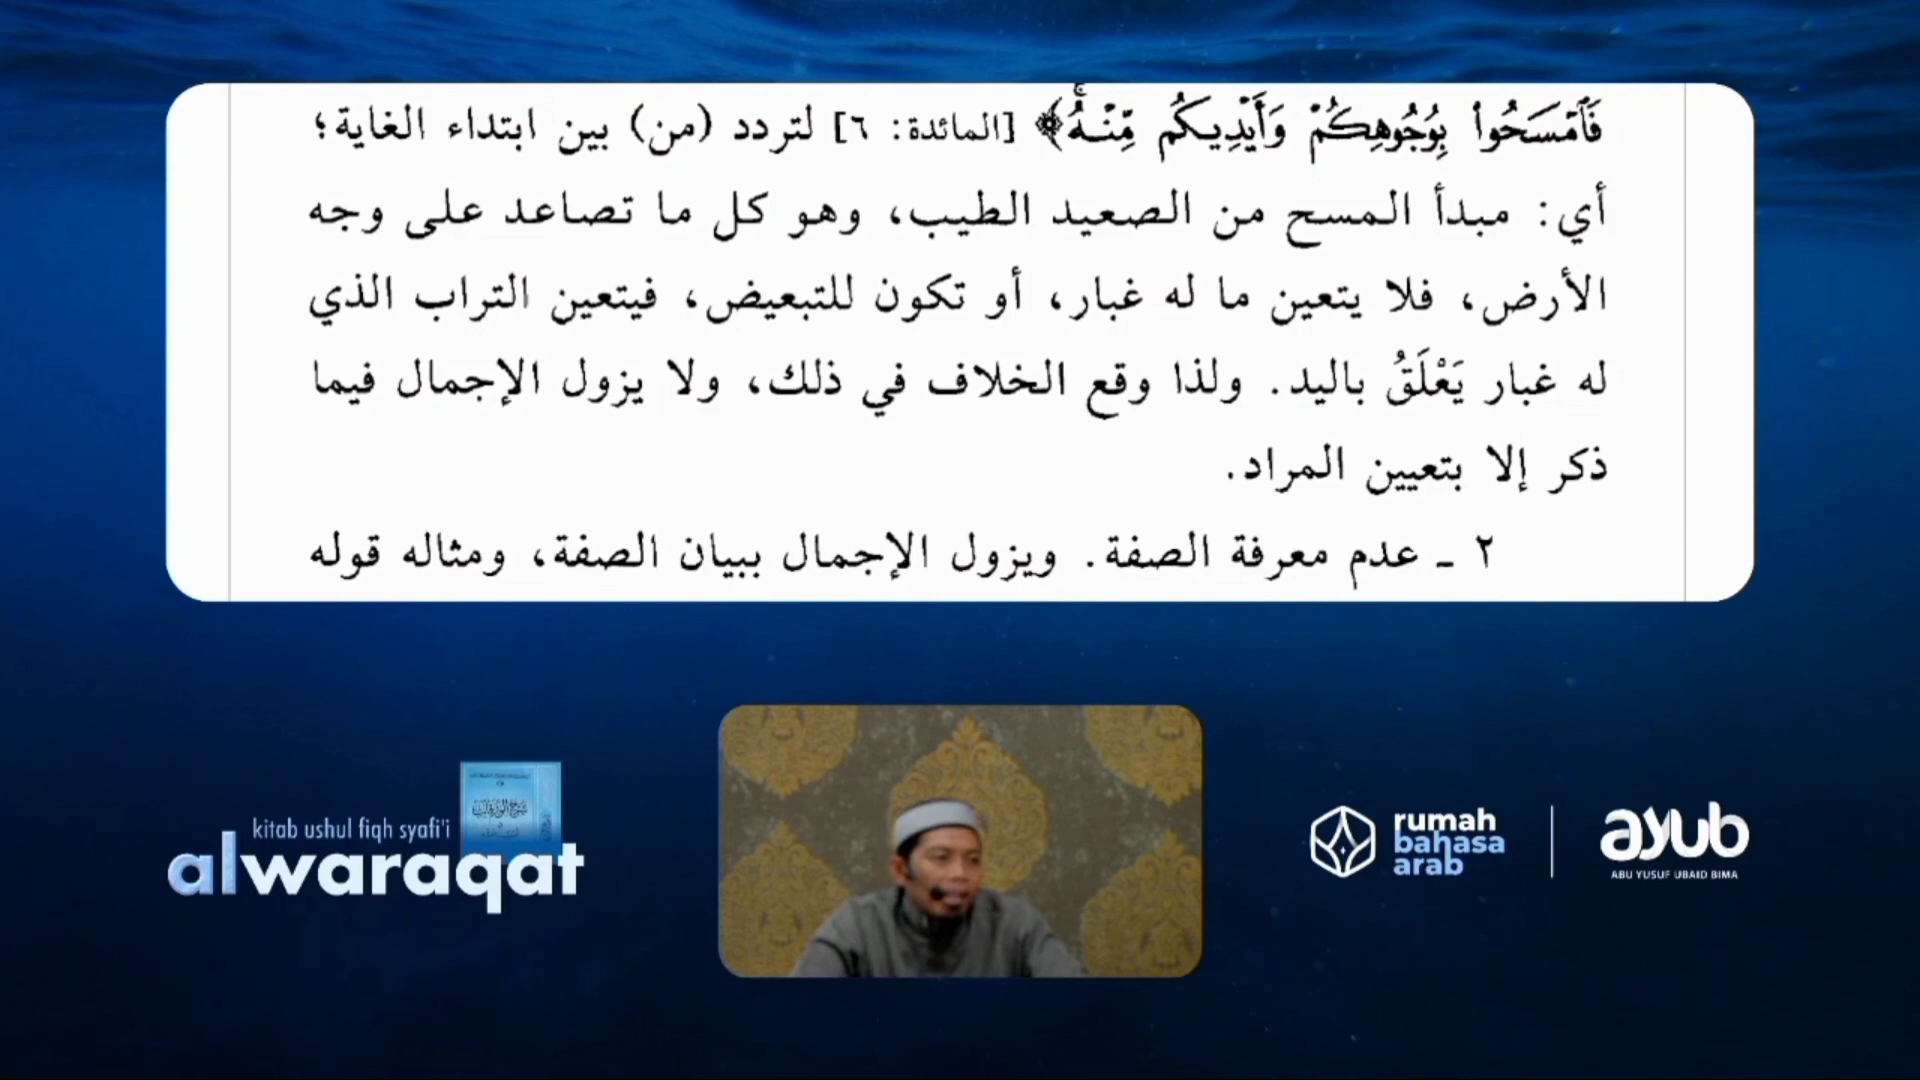 فَٱمْسَحُوا۟ بِوُجُوهِكُمْ وَأَيْدِيكُم مِّنْهُ ۚ﴾ [المائدة: ٦] لتردد (من) بين ابتداء الغاية؛
أي: مبدأ المسح من الصعيد الطيب، وهو كل ما تصاعد على وجه
الأرض، فلا يتعين ما له غبار، أو تكون للتبعيض، فيتعين التراب الذي
له غبار يَعْلَقُ باليد. ولذا وقع الخلاف في ذلك، ولا يزول الإجمال فيما
ذكر إلا بتعيين المراد.
٢ ـ عدم معرفة الصفة. ويزول الإجمال ببيان الصفة، ومثاله قوله
kitab ushul fiqh syafi'i
alwaraqat
rumah
bahasa
arab
ayub
ABU YUSUF UBAID BIMA